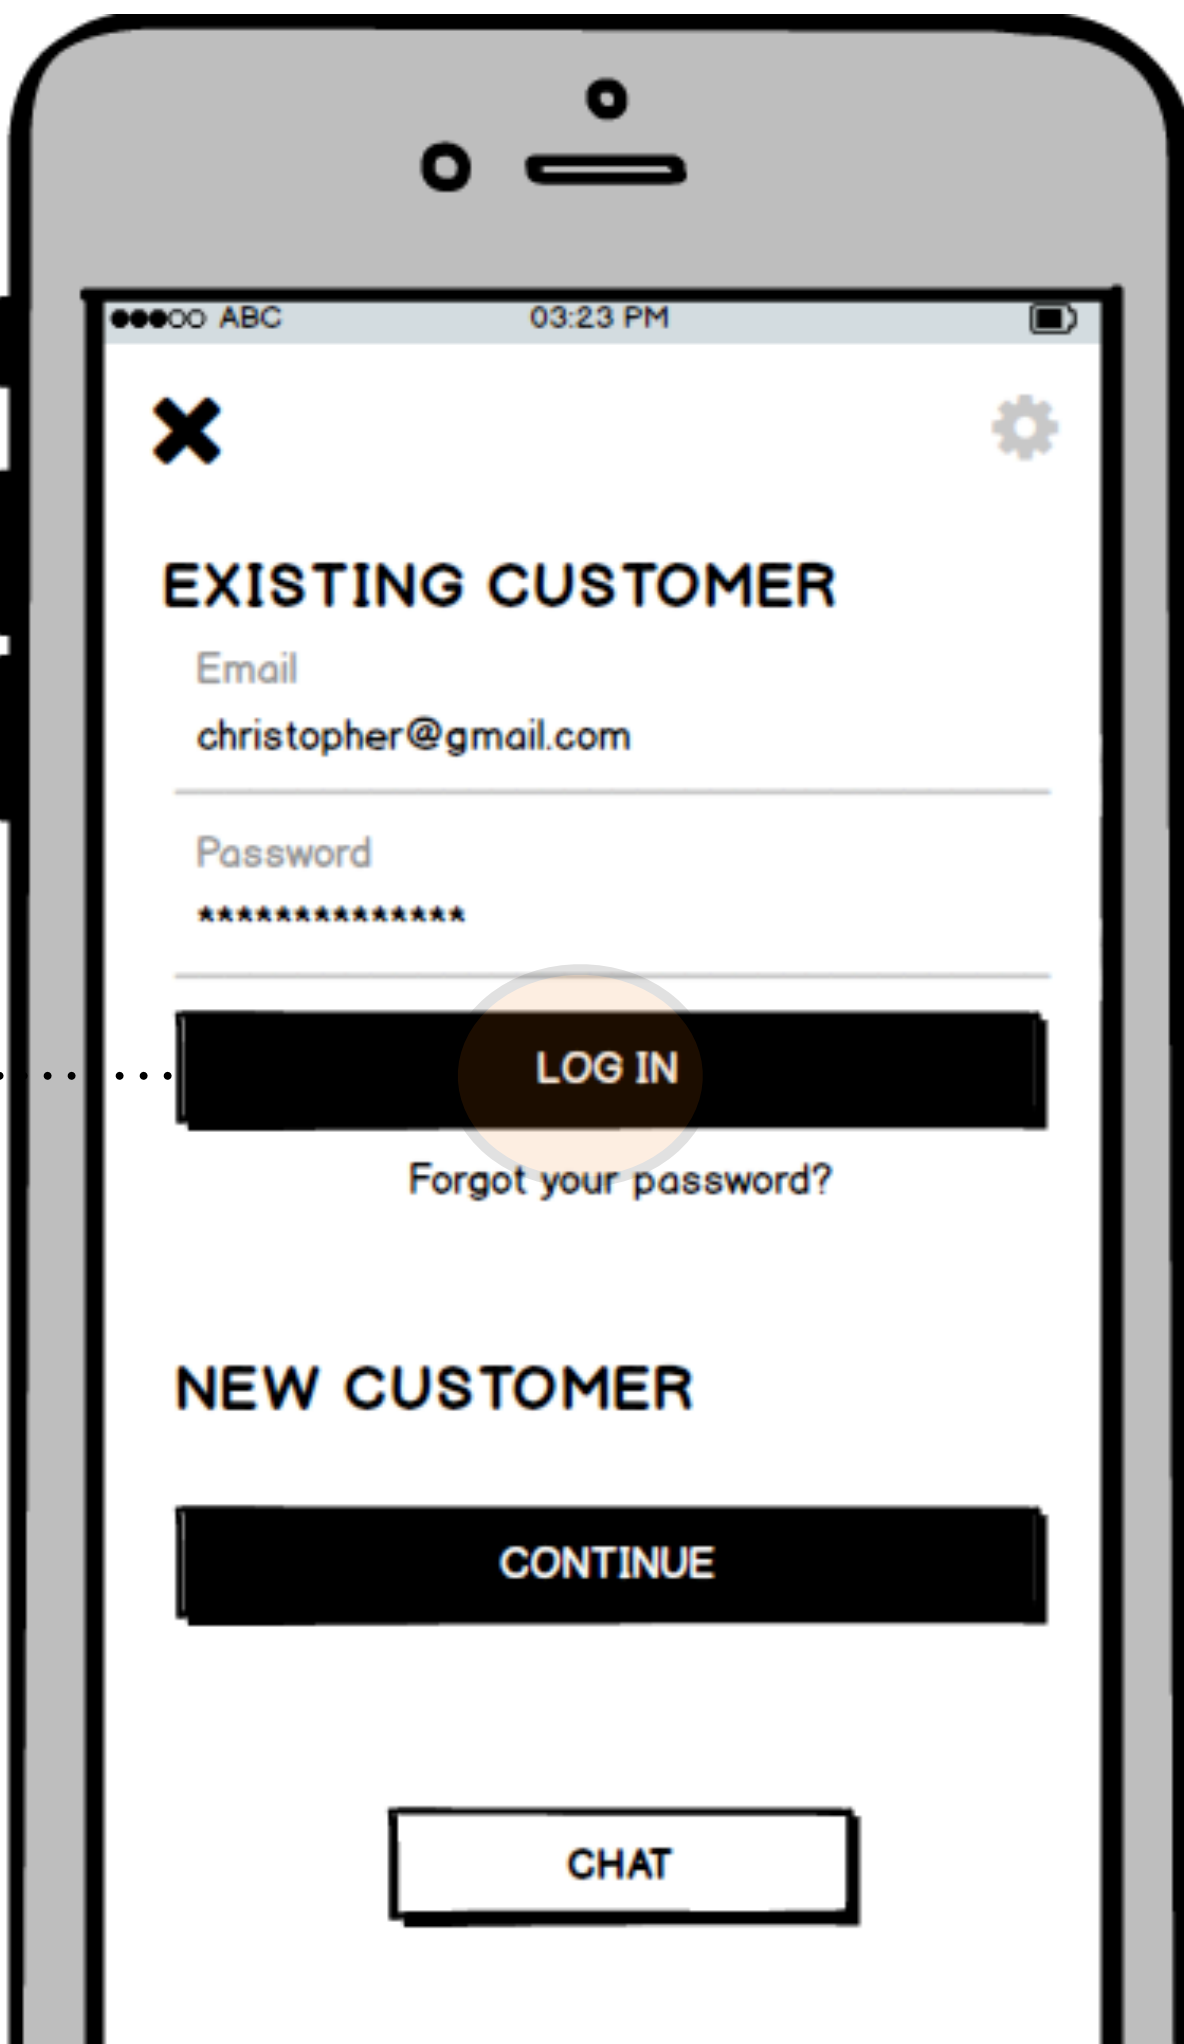 ABC 03:23 PM
EXISTING CUSTOMER
Email
christopher@gmail.com
Password
**************
LOG IN
Forgot your password?
NEW CUSTOMER
CONTINUE
CHAT